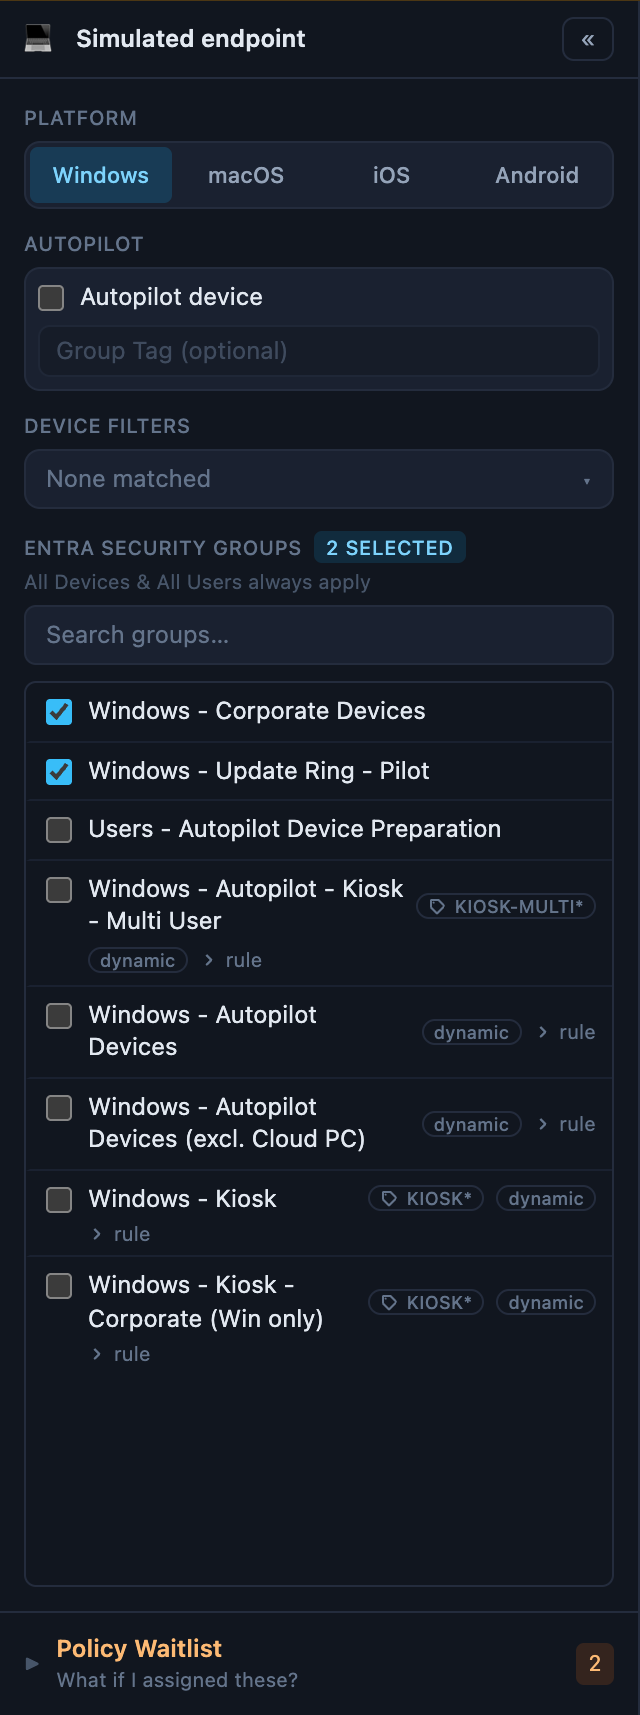 Simulated endpoint «
PLATFORM
Windows macOS iOS Android
AUTOPILOT
Autopilot device
Group Tag (optional)
DEVICE FILTERS
None matched
ENTRA SECURITY GROUPS 2 SELECTED
All Devices & All Users always apply
Search groups...
Windows - Corporate Devices
Windows - Update Ring - Pilot
Users - Autopilot Device Preparation
Windows - Autopilot - Kiosk
- Multi User
KIOSK-MULTI*
dynamic › rule
Windows - Autopilot
Devices
dynamic › rule
Windows - Autopilot
Devices (excl. Cloud PC)
dynamic › rule
Windows - Kiosk KIOSK* dynamic
› rule
Windows - Kiosk -
Corporate (Win only)
KIOSK* dynamic
› rule
Policy Waitlist
What if I assigned these?
2